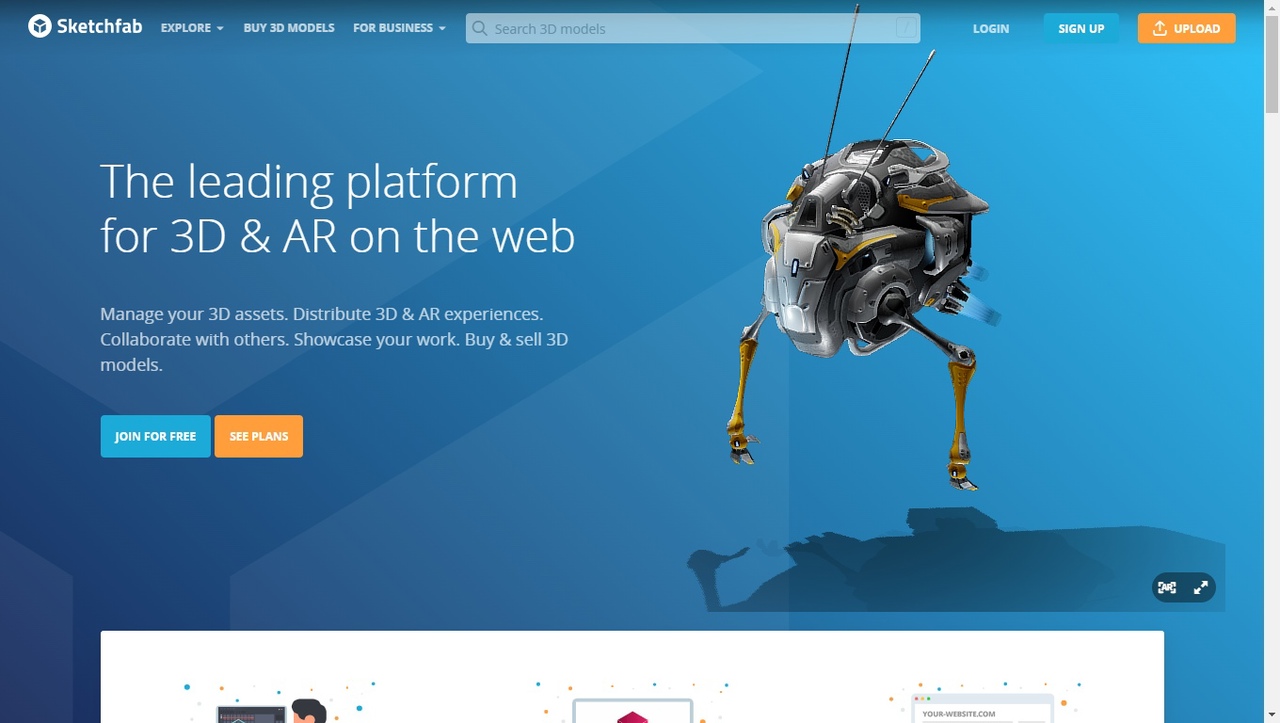 Sketchfab EXPLORE BUY 3D MODELS FOR BUSINESS Search 3D models / LOGIN SIGN UP UPLOAD
The leading platform
for 3D & AR on the web
Manage your 3D assets. Distribute 3D & AR experiences.
Collaborate with others. Showcase your work. Buy & sell 3D
models.
JOIN FOR FREE SEE PLANS
AR
YOUR-WEBSITE.COM